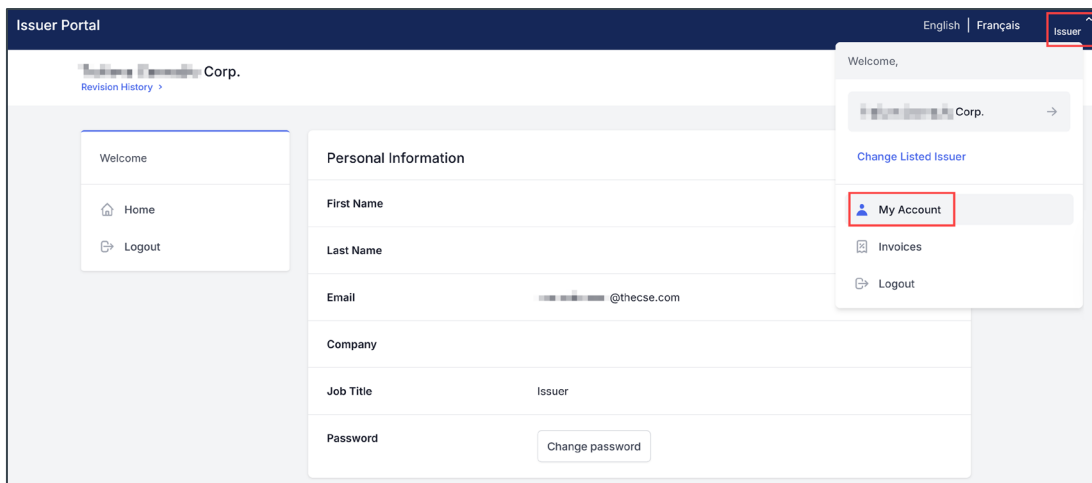 Issuer Portal
English | Français
Issuer
Corp.
Revision History >
Welcome,
Corp.
Change Listed Issuer
My Account
Invoices
Logout
Welcome
Home
Logout
Personal Information
First Name
Last Name
Email @thecse.com
Company
Job Title Issuer
Password Change password